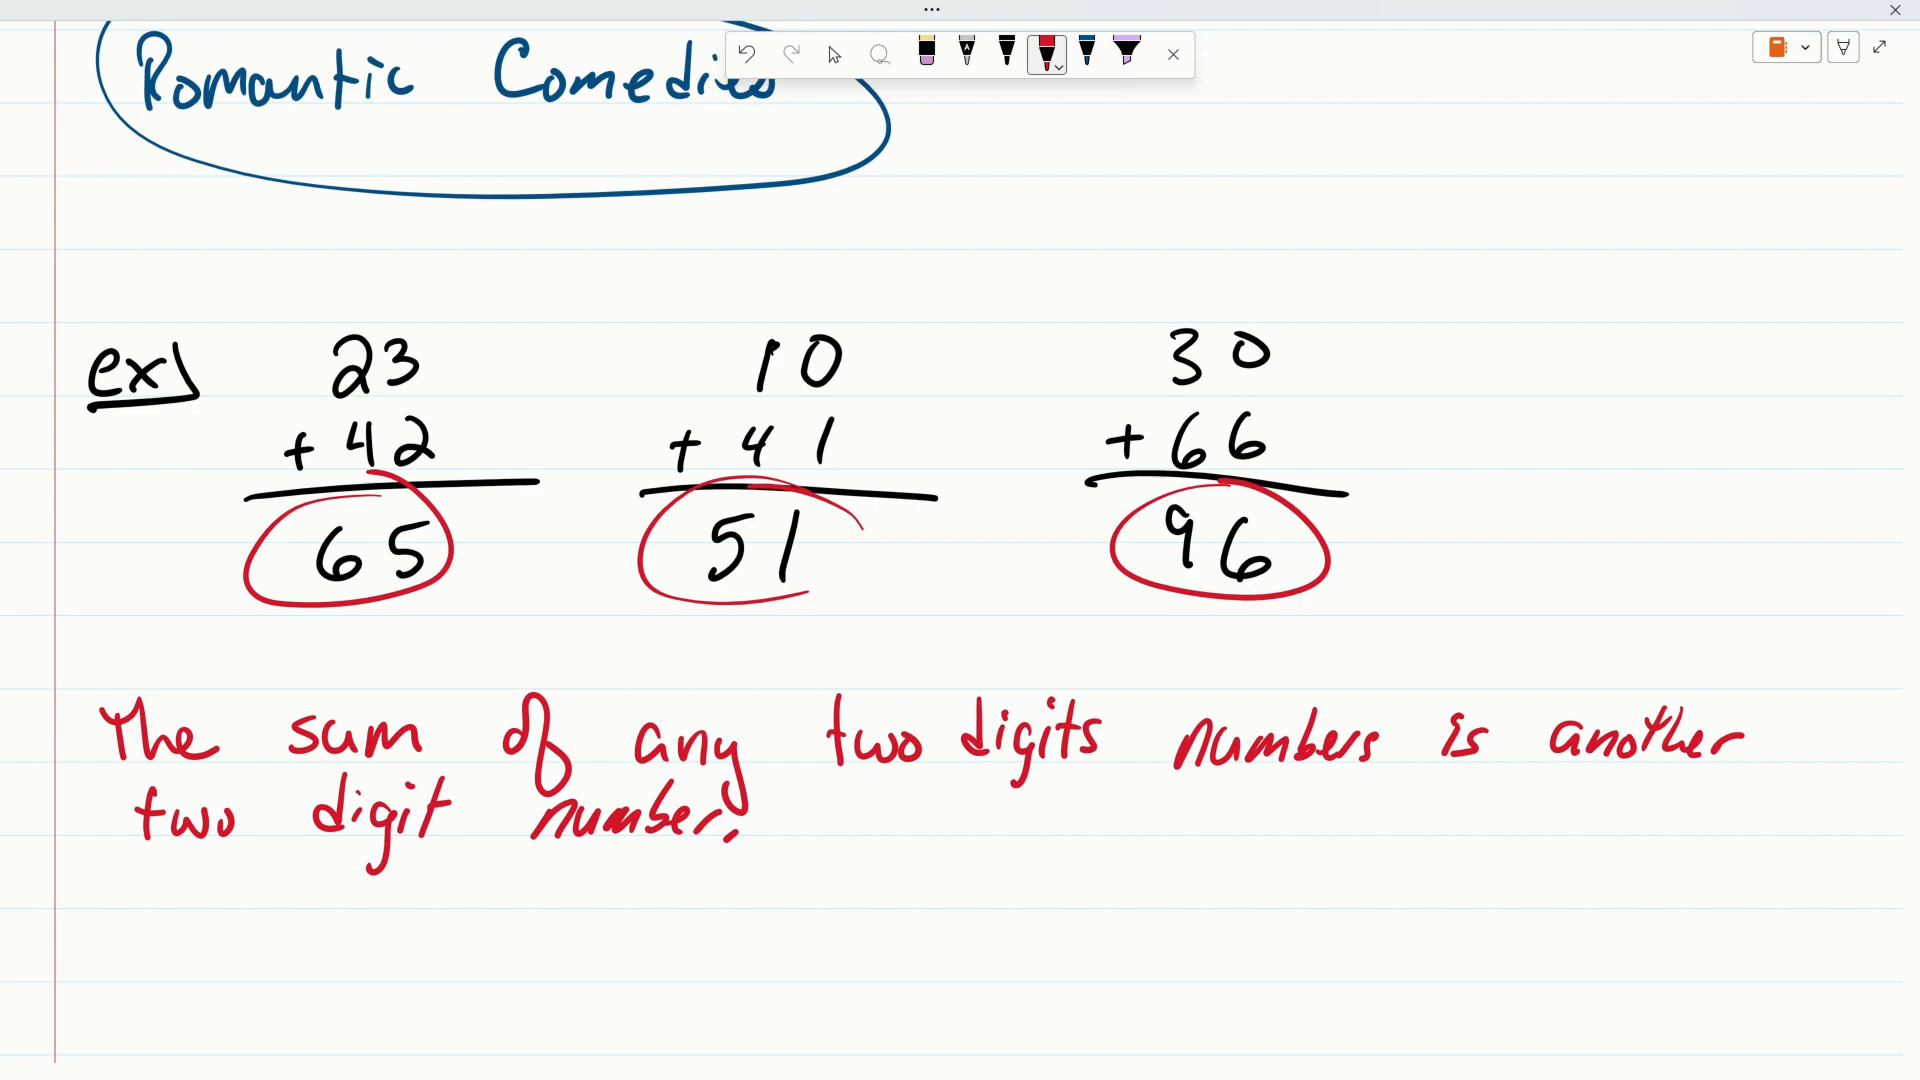 Romantic Comedies
ex) 23 10 30
+ 42 + 41 + 66
65 51 96
The sum of any two digits numbers is another
two digit number.